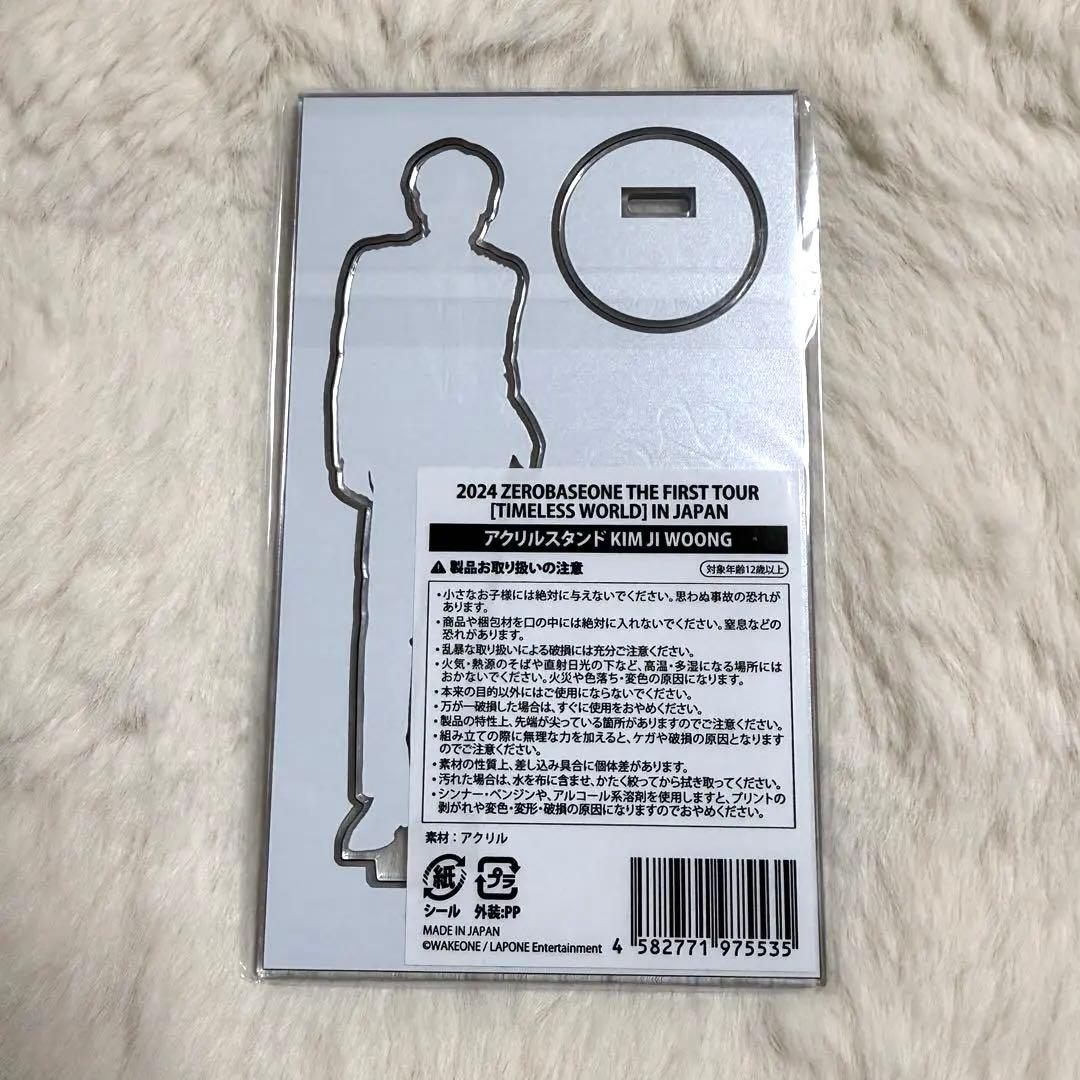 2024 ZEROBASEONE THE FIRST TOUR
[TIMELESS WORLD] IN JAPAN
アクリルスタンド KIM JI WOONG
製品お取り扱いの注意
対象年齢12歳以上
・小さなお子様には絶対に与えないでください。思わぬ事故の恐れが
あります。
・商品や梱包材を口の中には絶対に入れないでください。窒息などの
恐れがあります。
・乱暴な取り扱いによる破損には充分ご注意ください。
・火気・熱源のそばや直射日光の下など、高温・多湿になる場所には
おかないでください。火災や色落ち・変色の原因になります。
・本来の目的以外にはご使用にならないでください。
・万が一破損した場合は、すぐに使用をおやめください。
・製品の特性上、先端が尖っている箇所がありますのでご注意ください。
・組み立ての際に無理な力を加えると、ケガや破損の原因となります
のでご注意ください。
・素材の性質上、差し込み具合に個体差があります。
・汚れた場合は、水を布に含ませ、かたく絞ってから拭き取ってください。
・シンナー・ベンジンや、アルコール系溶剤を使用しますと、プリントの
剥がれや変色・変形・破損の原因になりますのでおやめください。
素材：アクリル
紙 プラ
シール 外装:PP
MADE IN JAPAN
©WAKEONE / LAPONE Entertainment
4 582771 975535